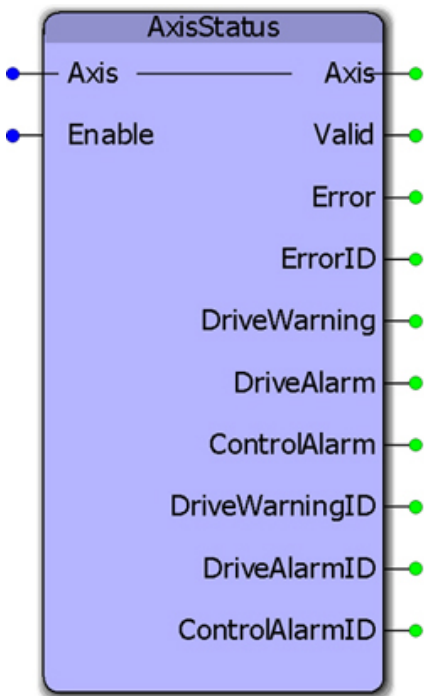 AxisStatus
Axis Axis
Enable Valid
Error
ErrorID
DriveWarning
DriveAlarm
ControlAlarm
DriveWarningID
DriveAlarmID
ControlAlarmID